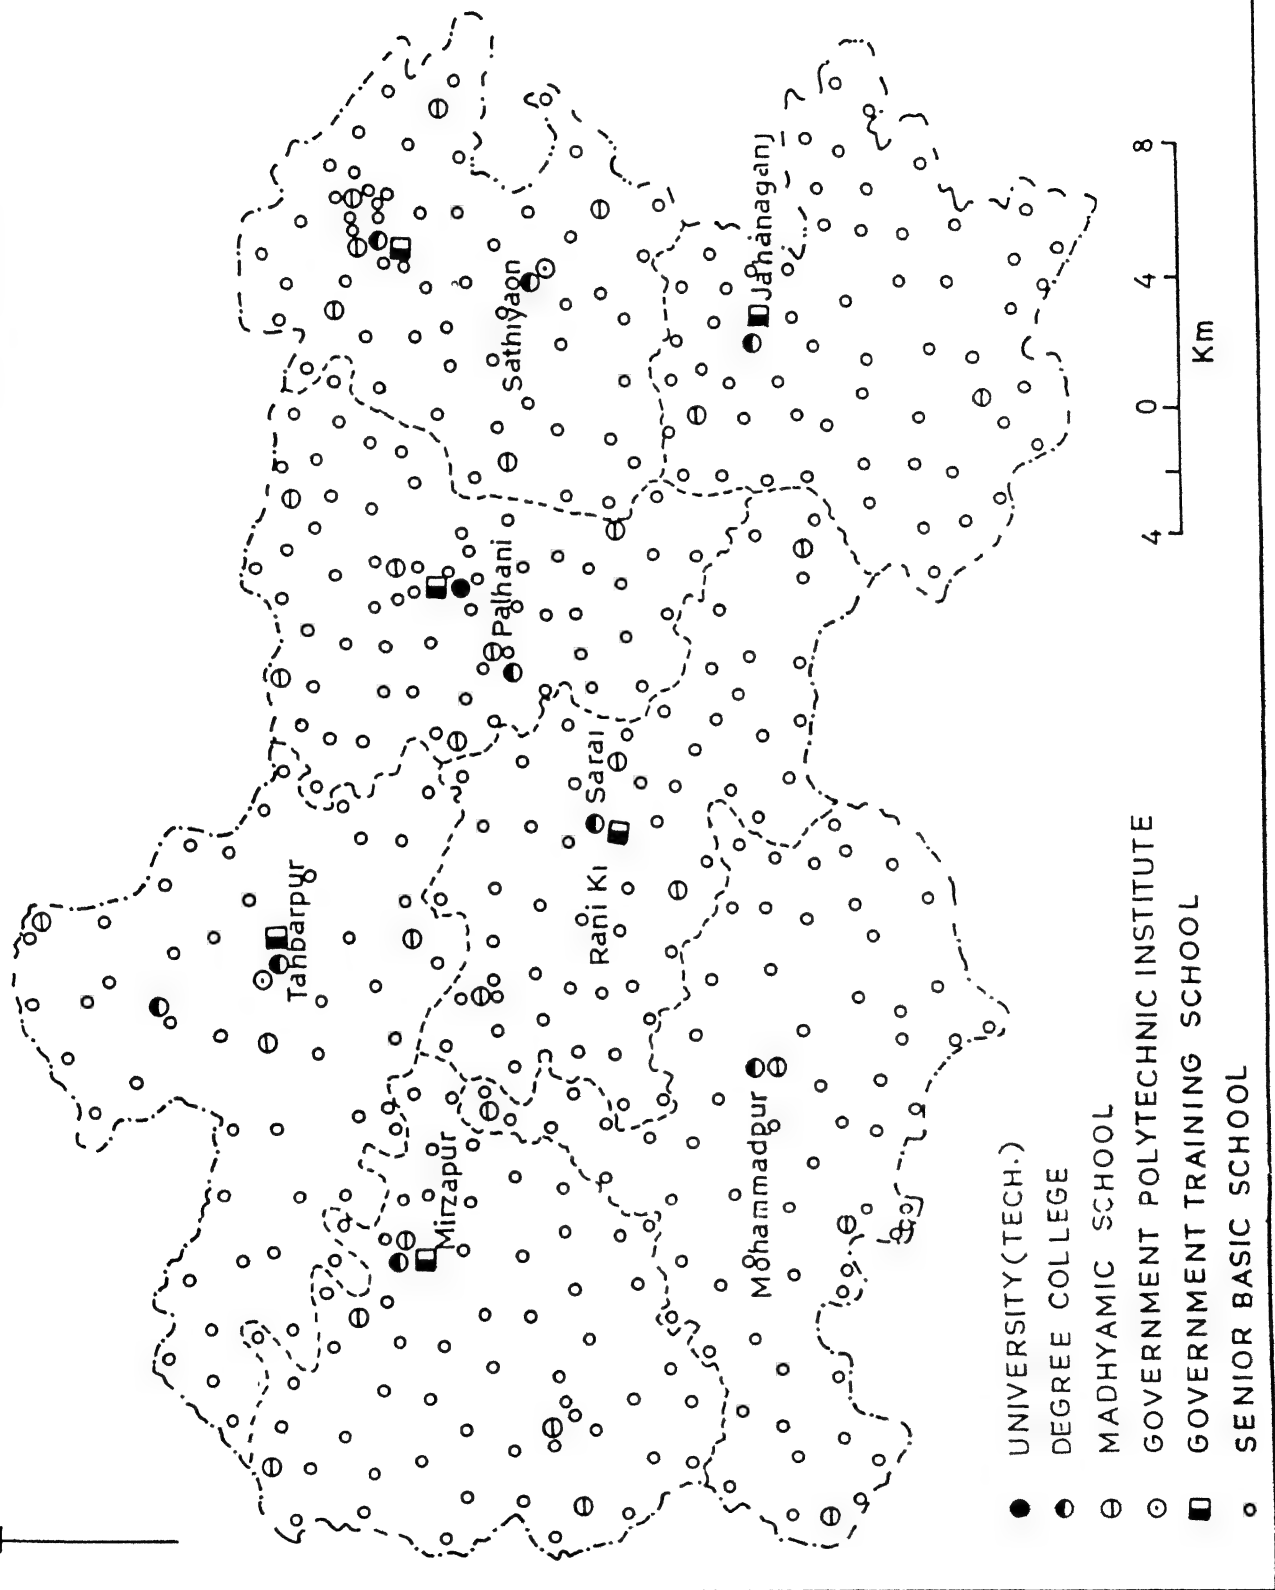 Tahbarpur
Mirzapur
Palhani
Sathiyaon
Rani Ki Sarai
Mohammadpur
Jahanaganj
4 0 4 8
Km
UNIVERSITY (TECH.)
DEGREE COLLEGE
MADHYAMIC SCHOOL
GOVERNMENT POLYTECHNIC INSTITUTE
GOVERNMENT TRAINING SCHOOL
SENIOR BASIC SCHOOL